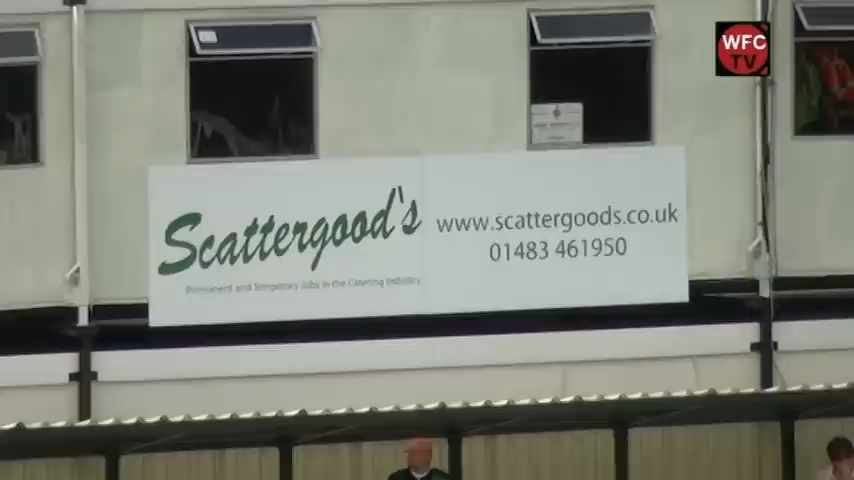 WFC
TV
Scattergood's
Permanent and Temporary Jobs in the Catering Industry
www.scattergoods.co.uk
01483 461950